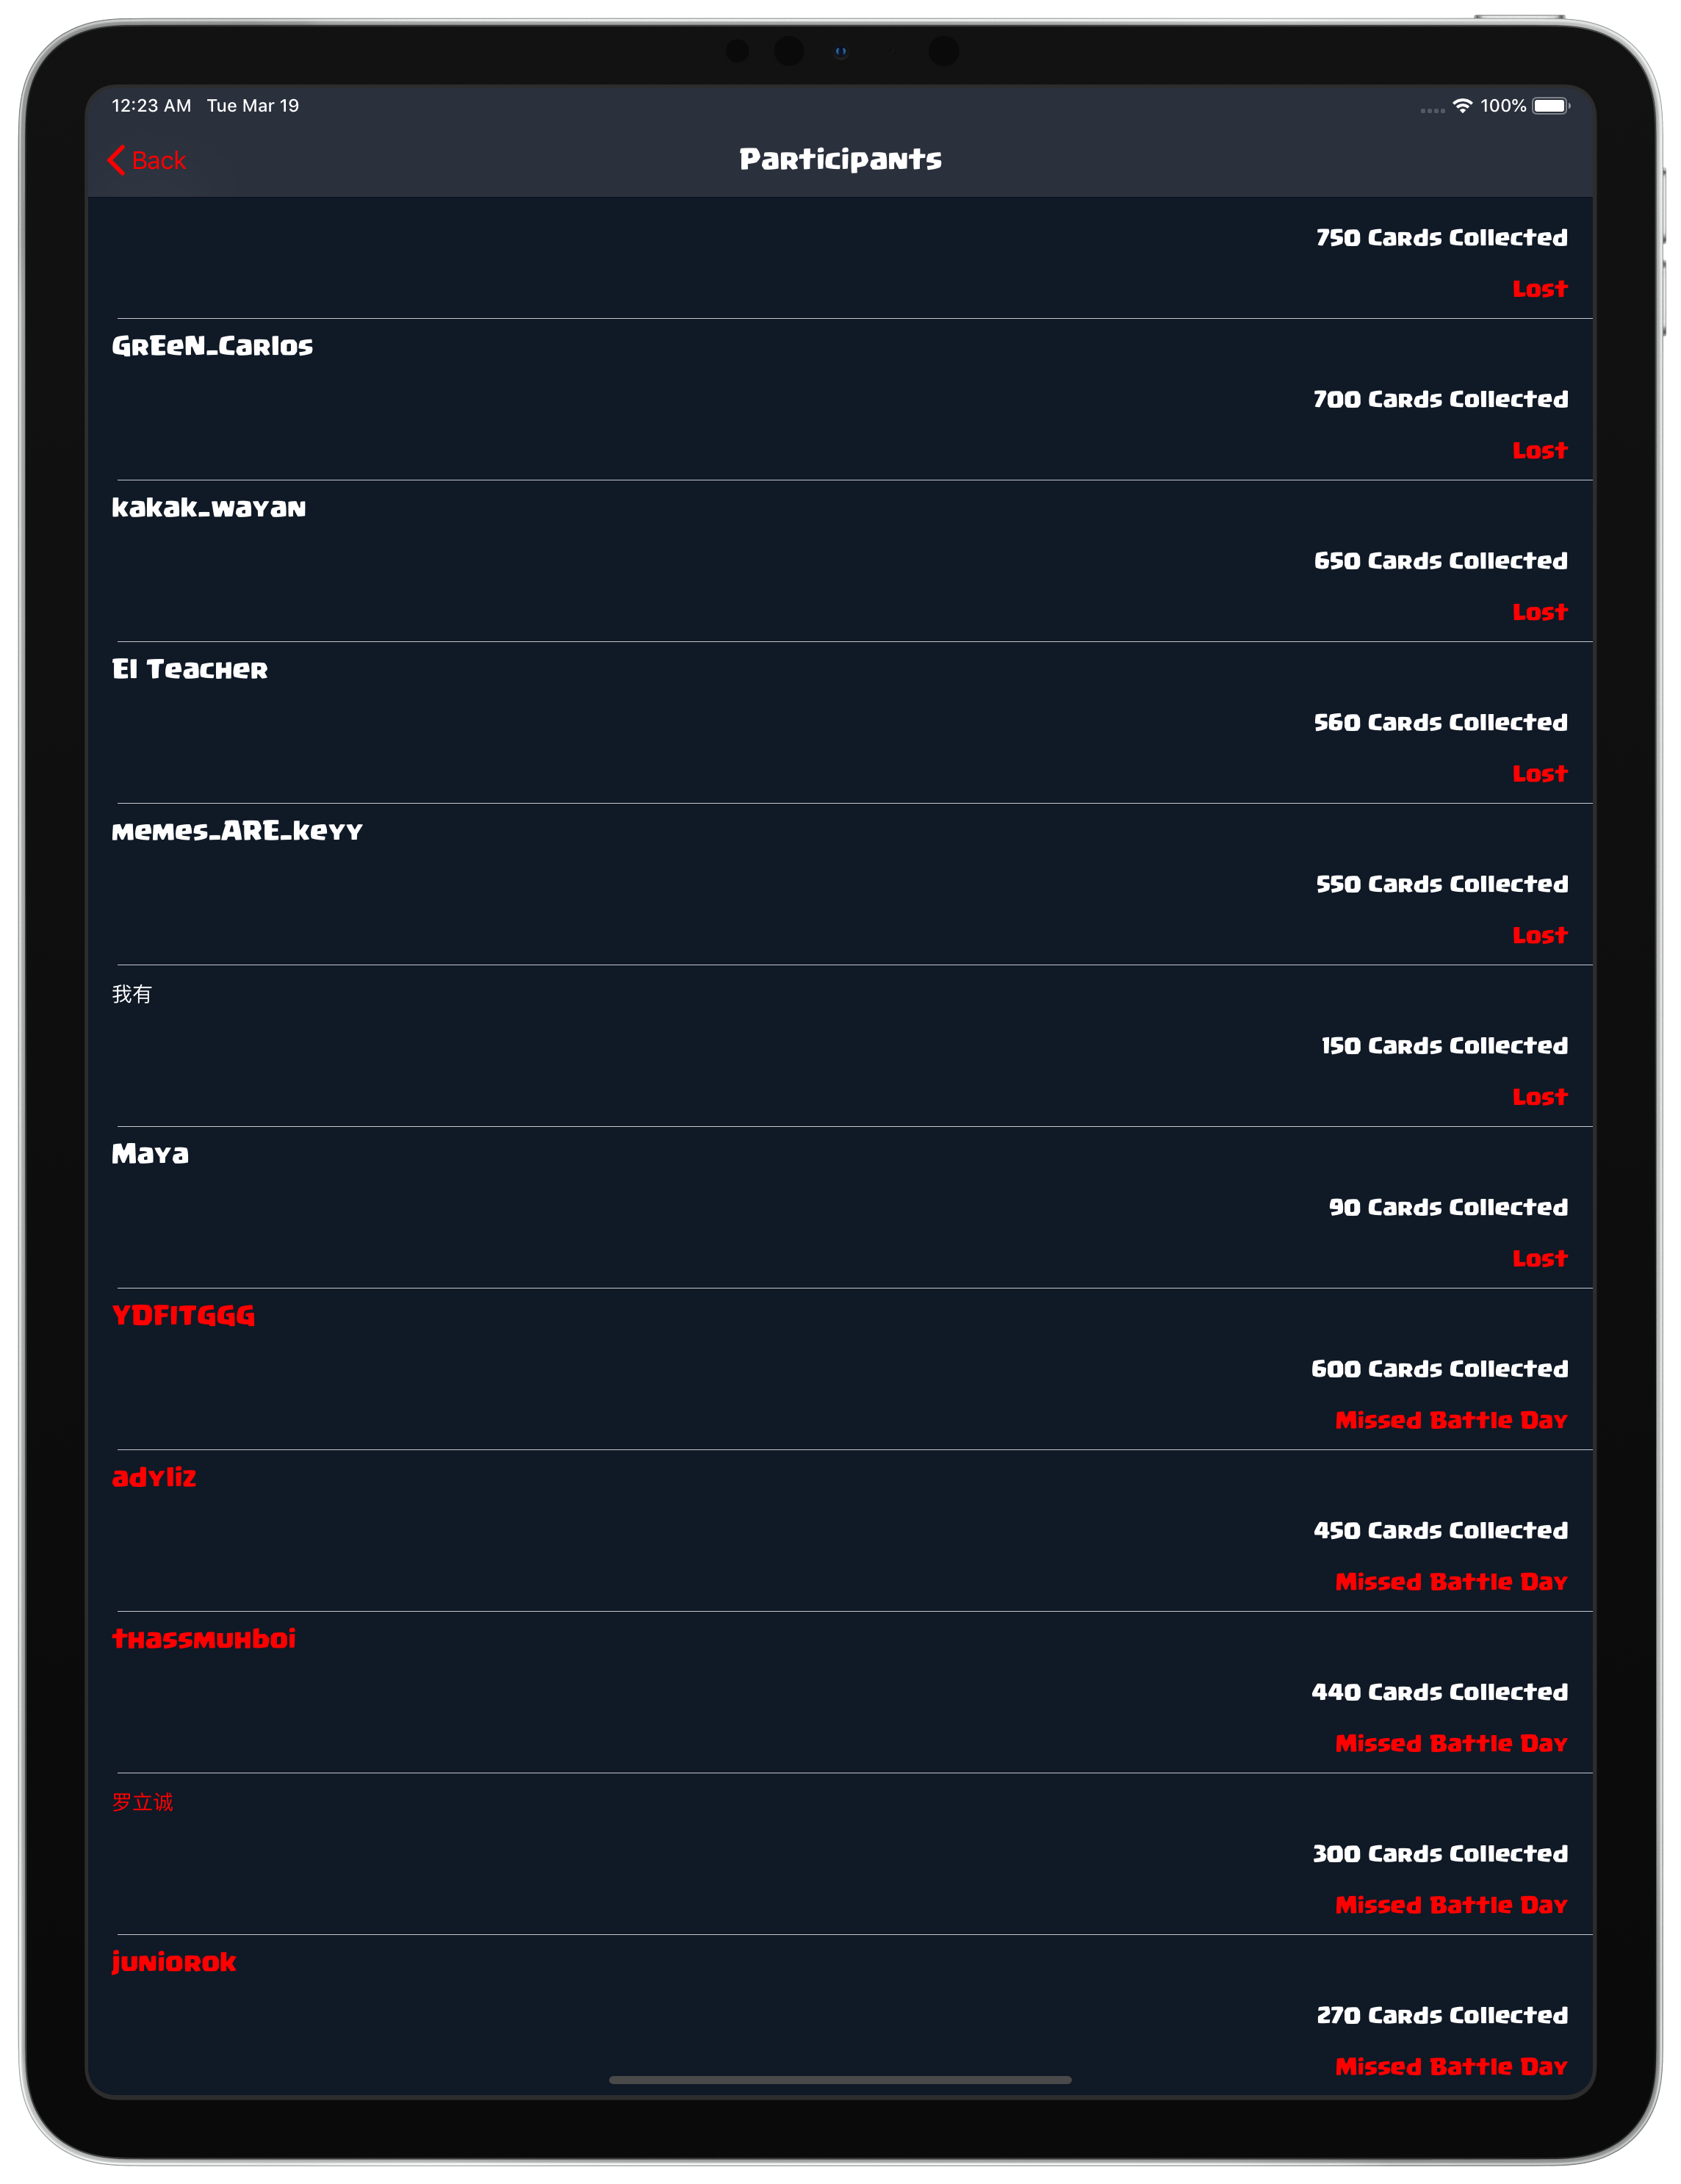 12:23 AM Tue Mar 19 100%
Back Participants
750 Cards Collected
Lost
GrEeN_Carlos
700 Cards Collected
Lost
kakak_wayan
650 Cards Collected
Lost
El Teacher
560 Cards Collected
Lost
memes_ARE_keyy
550 Cards Collected
Lost
我有
150 Cards Collected
Lost
Maya
90 Cards Collected
Lost
YDFITGGG
600 Cards Collected
Missed Battle Day
adyliz
450 Cards Collected
Missed Battle Day
thassmuhboi
440 Cards Collected
Missed Battle Day
罗立诚
300 Cards Collected
Missed Battle Day
juniorok
270 Cards Collected
Missed Battle Day